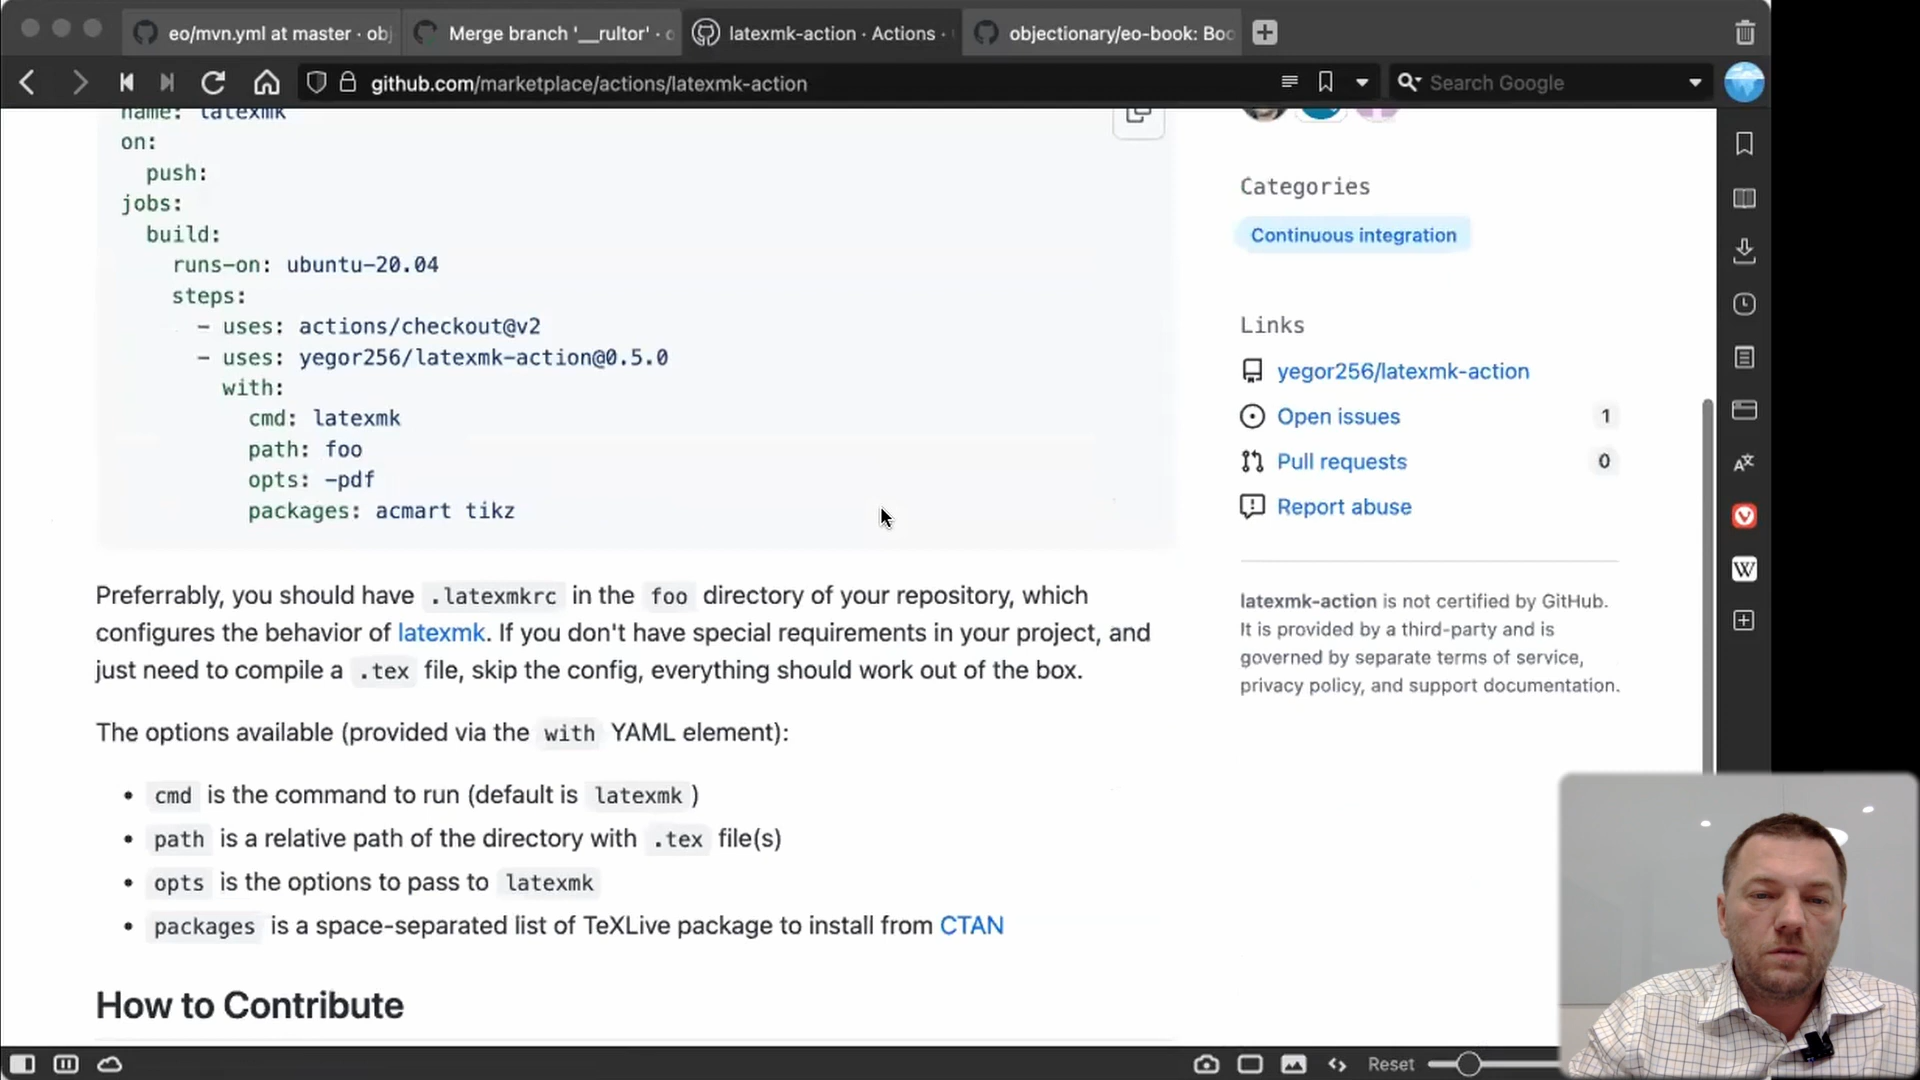 eo/mvn.yml at master · obj
Merge branch '__rultor' · o
latexmk-action · Actions ·
objectionary/eo-book: Boo
github.com/marketplace/actions/latexmk-action
Search Google
name: latexmk
on:
push:
jobs:
build:
runs-on: ubuntu-20.04
steps:
- uses: actions/checkout@v2
- uses: yegor256/latexmk-action@0.5.0
with:
cmd: latexmk
path: foo
opts: -pdf
packages: acmart tikz
Preferrably, you should have .latexmkrc in the foo directory of your repository, which
configures the behavior of latexmk. If you don't have special requirements in your project, and
just need to compile a .tex file, skip the config, everything should work out of the box.
The options available (provided via the with YAML element):
• cmd is the command to run (default is latexmk )
• path is a relative path of the directory with .tex file(s)
• opts is the options to pass to latexmk
• packages is a space-separated list of TeXLive package to install from CTAN
How to Contribute
Categories
Continuous integration
Links
yegor256/latexmk-action
Open issues 1
Pull requests 0
Report abuse
latexmk-action is not certified by GitHub.
It is provided by a third-party and is
governed by separate terms of service,
privacy policy, and support documentation.
W
Reset